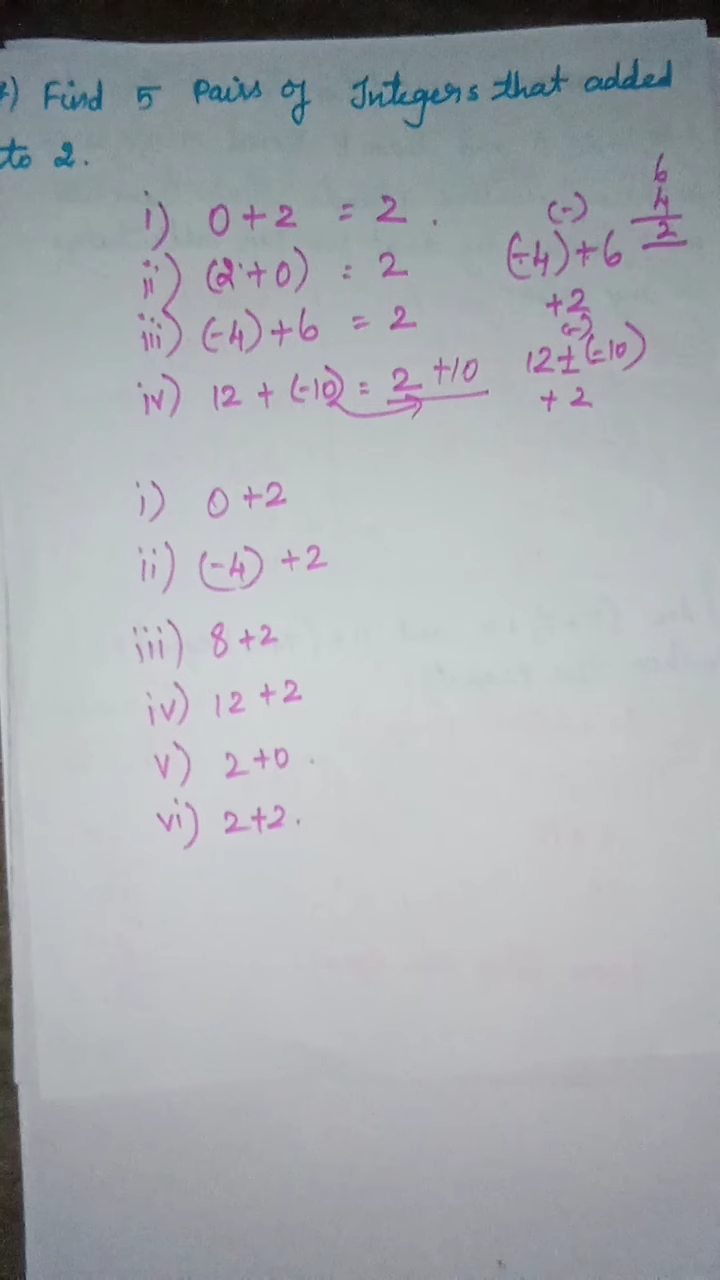 ) Find 5 Pairs of Integers that added
to 2.
i) 0+2 = 2.
ii) (2+0) = 2
iii) (-4)+6 = 2
iv) 12 + (-10) = 2 +10
6
4
2
(-)
(-4)+6
+2
(-)
12+(-10)
+2
i) 0+2
ii) (-4) +2
iii) 8+2
iv) 12+2
v) 2+0.
vi) 2+2.